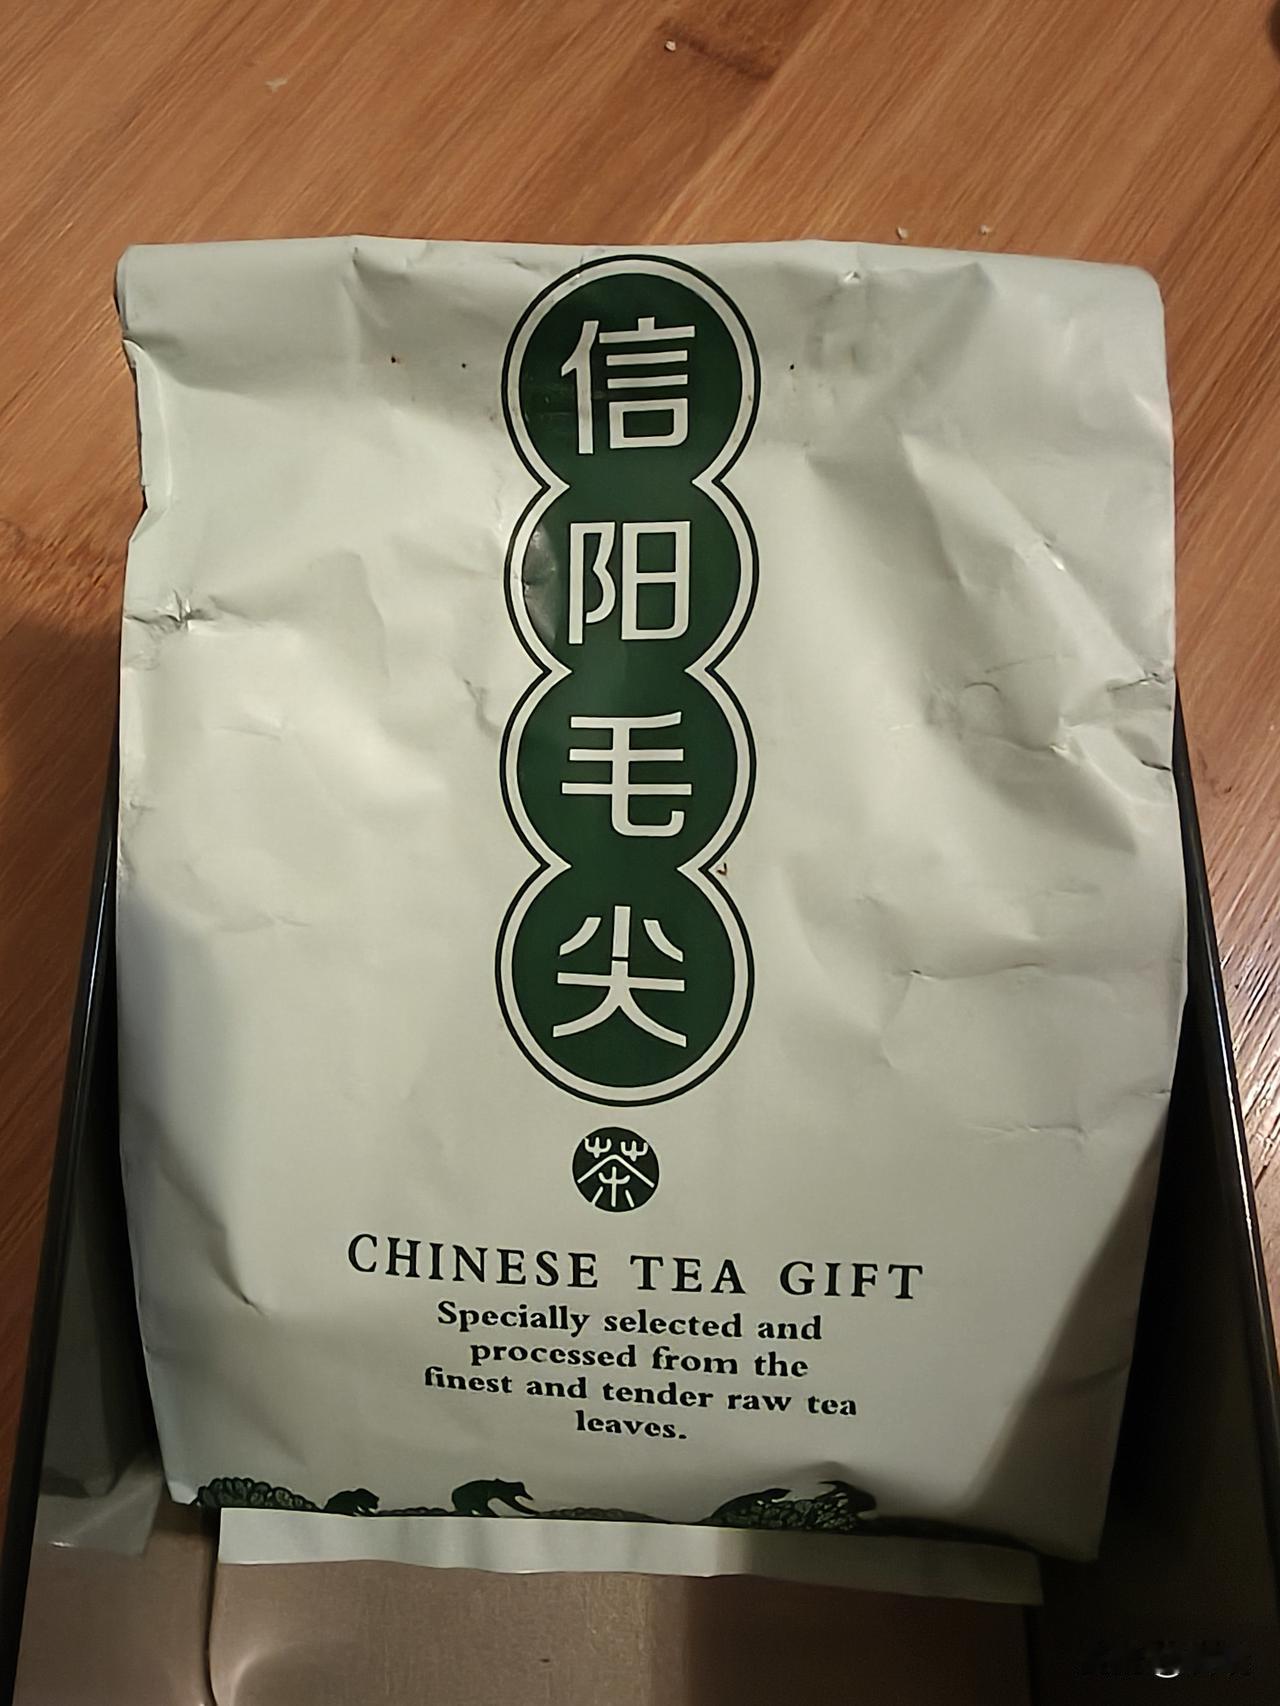 信阳毛尖
茶
CHINESE TEA GIFT
Specially selected and
processed from the
finest and tender raw tea
leaves.